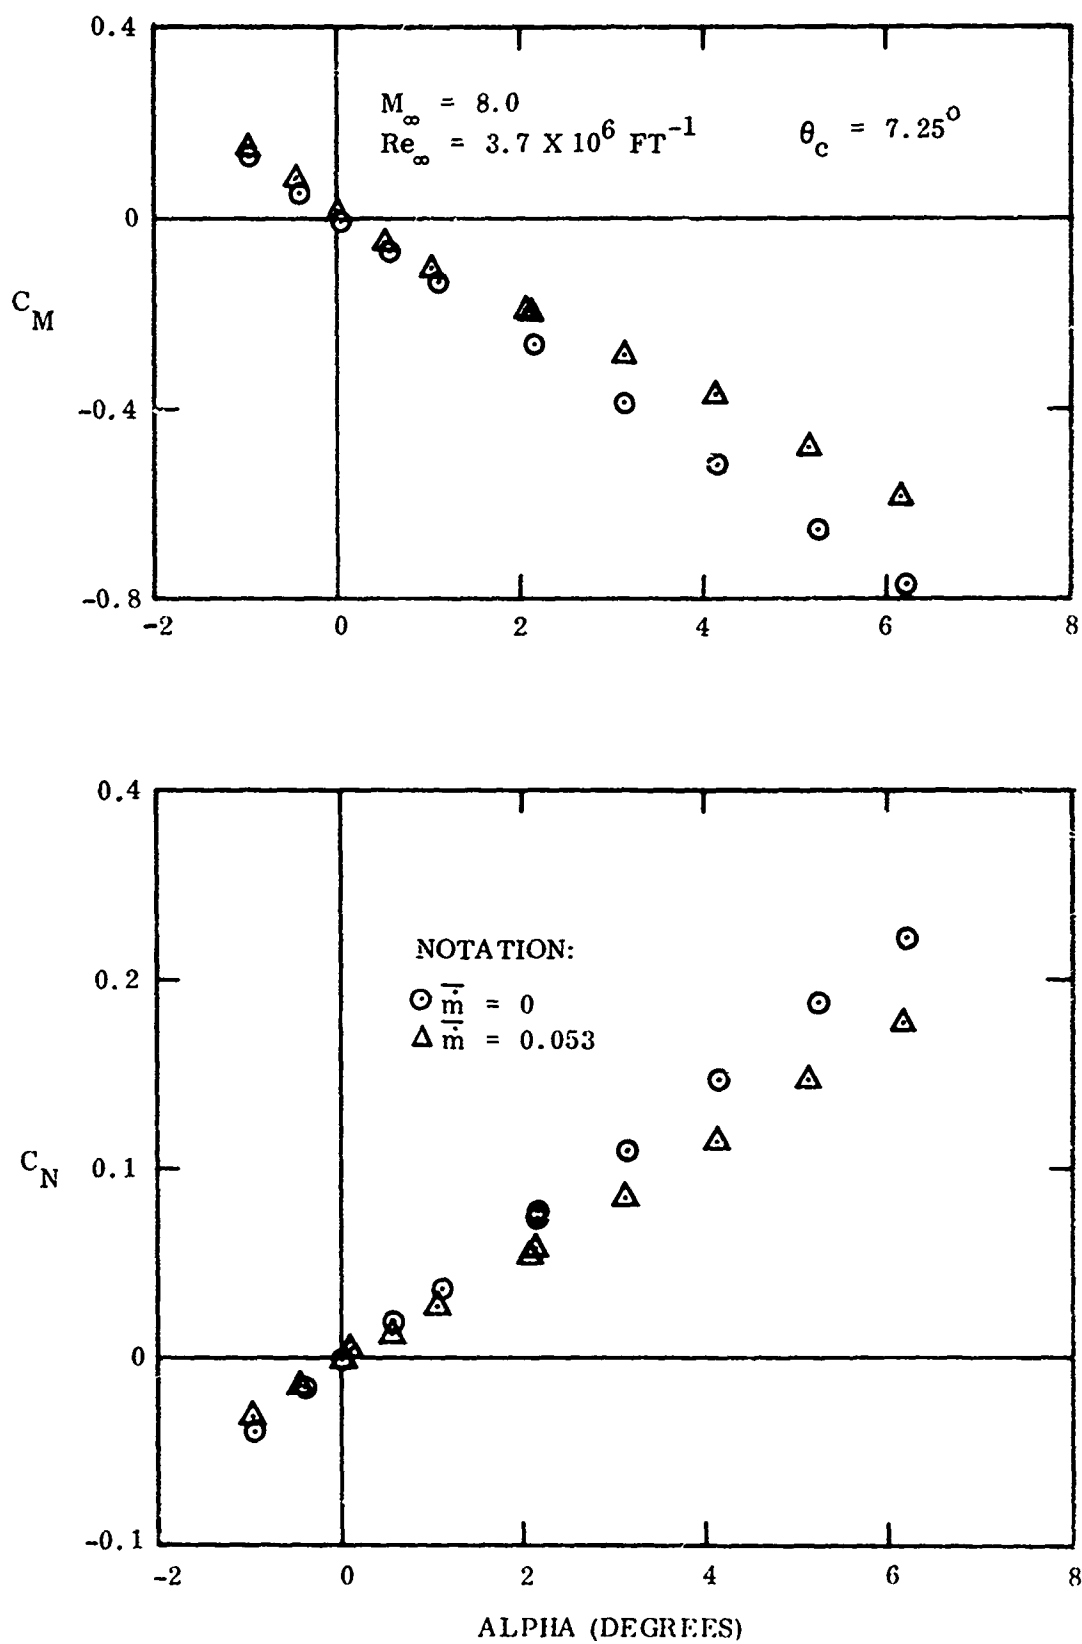 0.4
M∞ = 8.0
Re∞ = 3.7 X 10⁶ FT⁻¹
θc = 7.25°
0
CM
-0.4
-0.8
-2 0 2 4 6 8
0.4
NOTATION:
0.2
⊙ m̅̇ = 0
△ m̅̇ = 0.053
CN
0.1
0
-0.1
-2 0 2 4 6 8
ALPHA (DEGREES)